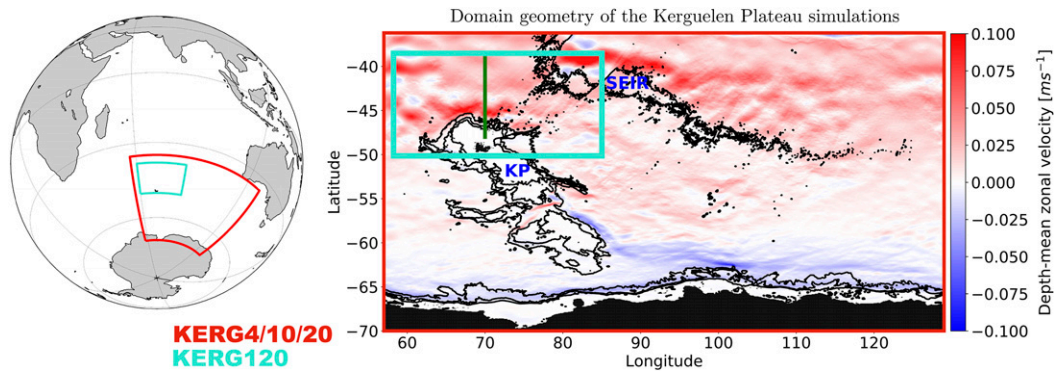 Domain geometry of the Kerguelen Plateau simulations
KERG4/10/20
KERG120
Latitude
−40
−45
−50
−55
−60
−65
−70
SEIR
KP
60
70
80
90
100
110
120
Longitude
0.100
0.075
0.050
0.025
0.000
−0.025
−0.050
−0.075
−0.100
Depth-mean zonal velocity [ms⁻¹]